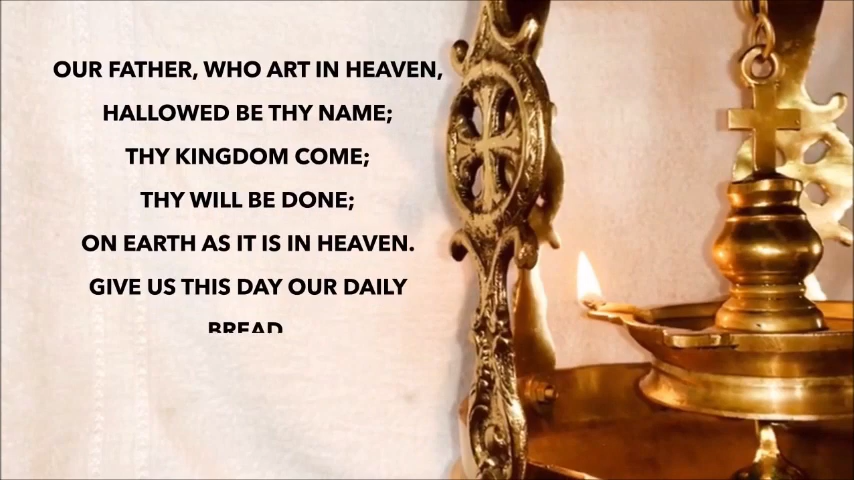 OUR FATHER, WHO ART IN HEAVEN,
HALLOWED BE THY NAME;
THY KINGDOM COME;
THY WILL BE DONE;
ON EARTH AS IT IS IN HEAVEN.
GIVE US THIS DAY OUR DAILY
BREAD